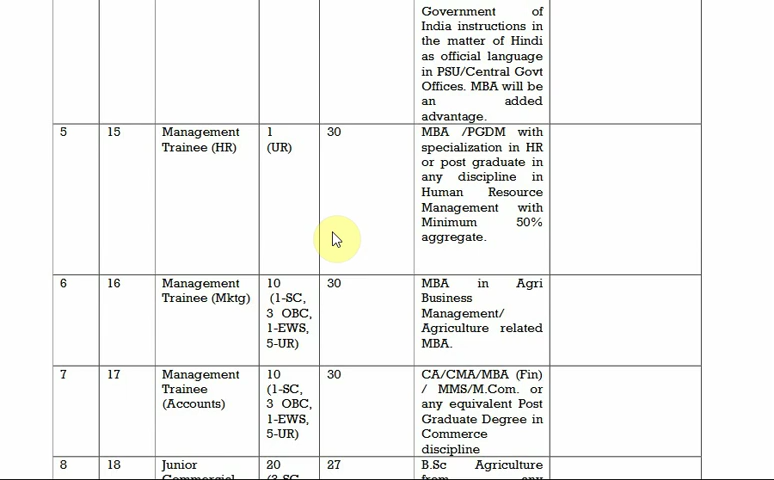 Government of
India instructions in
the matter of Hindi
as official language
in PSU/Central Govt
Offices. MBA will be
an added
advantage.
5 15 Management 1 30 MBA /PGDM with
Trainee (HR) (UR) specialization in HR
or post graduate in
any discipline in
Human Resource
Management with
Minimum 50%
aggregate.
6 16 Management 10 30 MBA in Agri
Trainee (Mktg) (1-SC, Business
3 OBC, Management/
1-EWS, Agriculture related
5-UR) MBA.
7 17 Management 10 30 CA/CMA/MBA (Fin)
Trainee (1-SC, / MMS/M.Com. or
(Accounts) 3 OBC, any equivalent Post
1-EWS, Graduate Degree in
5-UR) Commerce
discipline
8 18 Junior 20 27 B.Sc Agriculture
Commercial (3-SC, from any